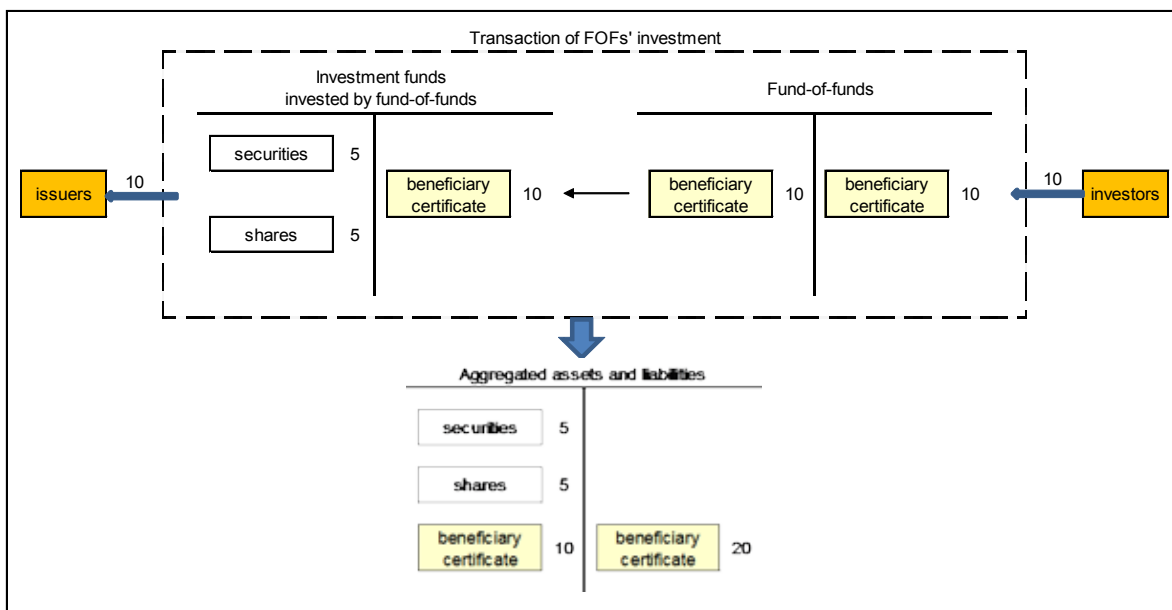 Transaction of FOFs' investment
Investment funds
invested by fund-of-funds
Fund-of-funds
securities 5
issuers
10
beneficiary
certificate
10
shares 5
beneficiary
certificate
10
beneficiary
certificate
10
10
investors
Aggregated assets and liabilities
securities 5
shares 5
beneficiary
certificate
10
beneficiary
certificate
20